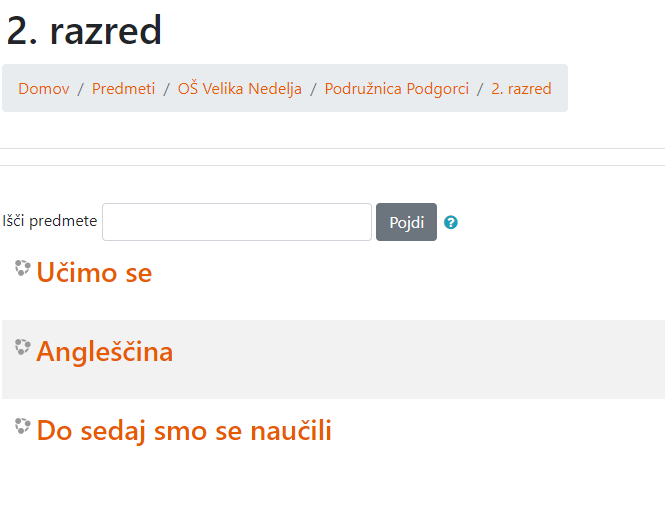 2. razred
Domov / Predmeti / OŠ Velika Nedelja / Podružnica Podgorci / 2. razred
Išči predmete Pojdi ?
Učimo se
Angleščina
Do sedaj smo se naučili